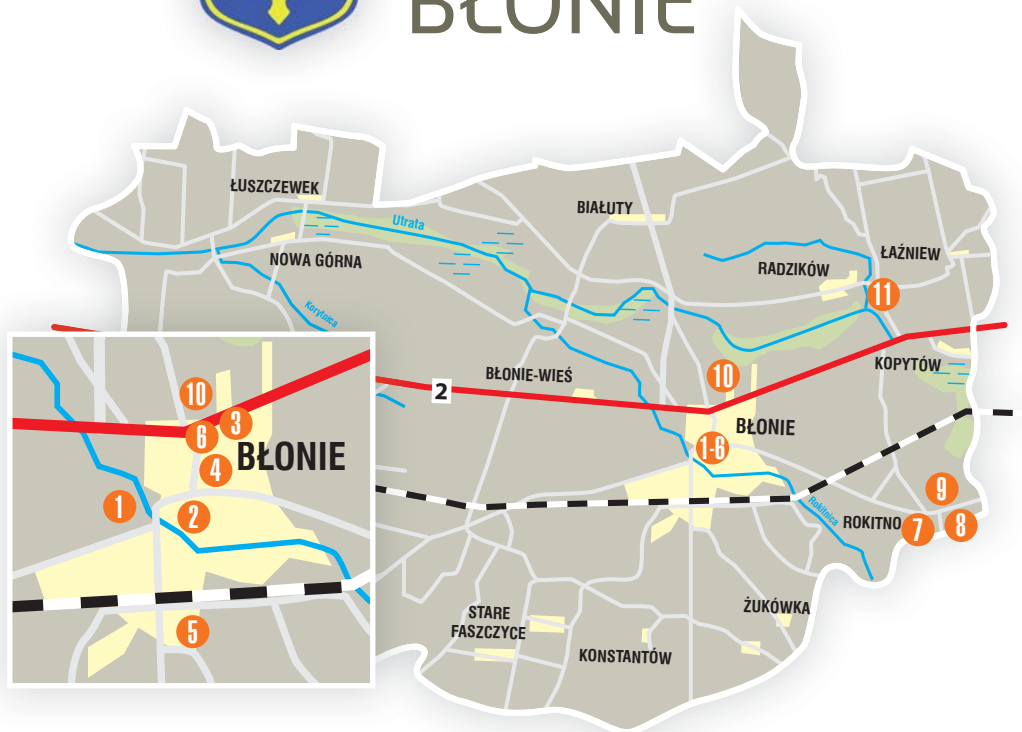 BŁONIE
ŁUSZCZEWEK
Utrata
BIAŁUTY
NOWA GÓRNA
ŁAŹNIEW
RADZIKÓW
11
Korytnica
KOPYTÓW
BŁONIE-WIEŚ
2
10
BŁONIE
1-6
10
3
6
BŁONIE
4
1
2
5
9
Rokitnica
ROKITNO
7
8
STARE
FASZCZYCE
ŻUKÓWKA
KONSTANTÓW